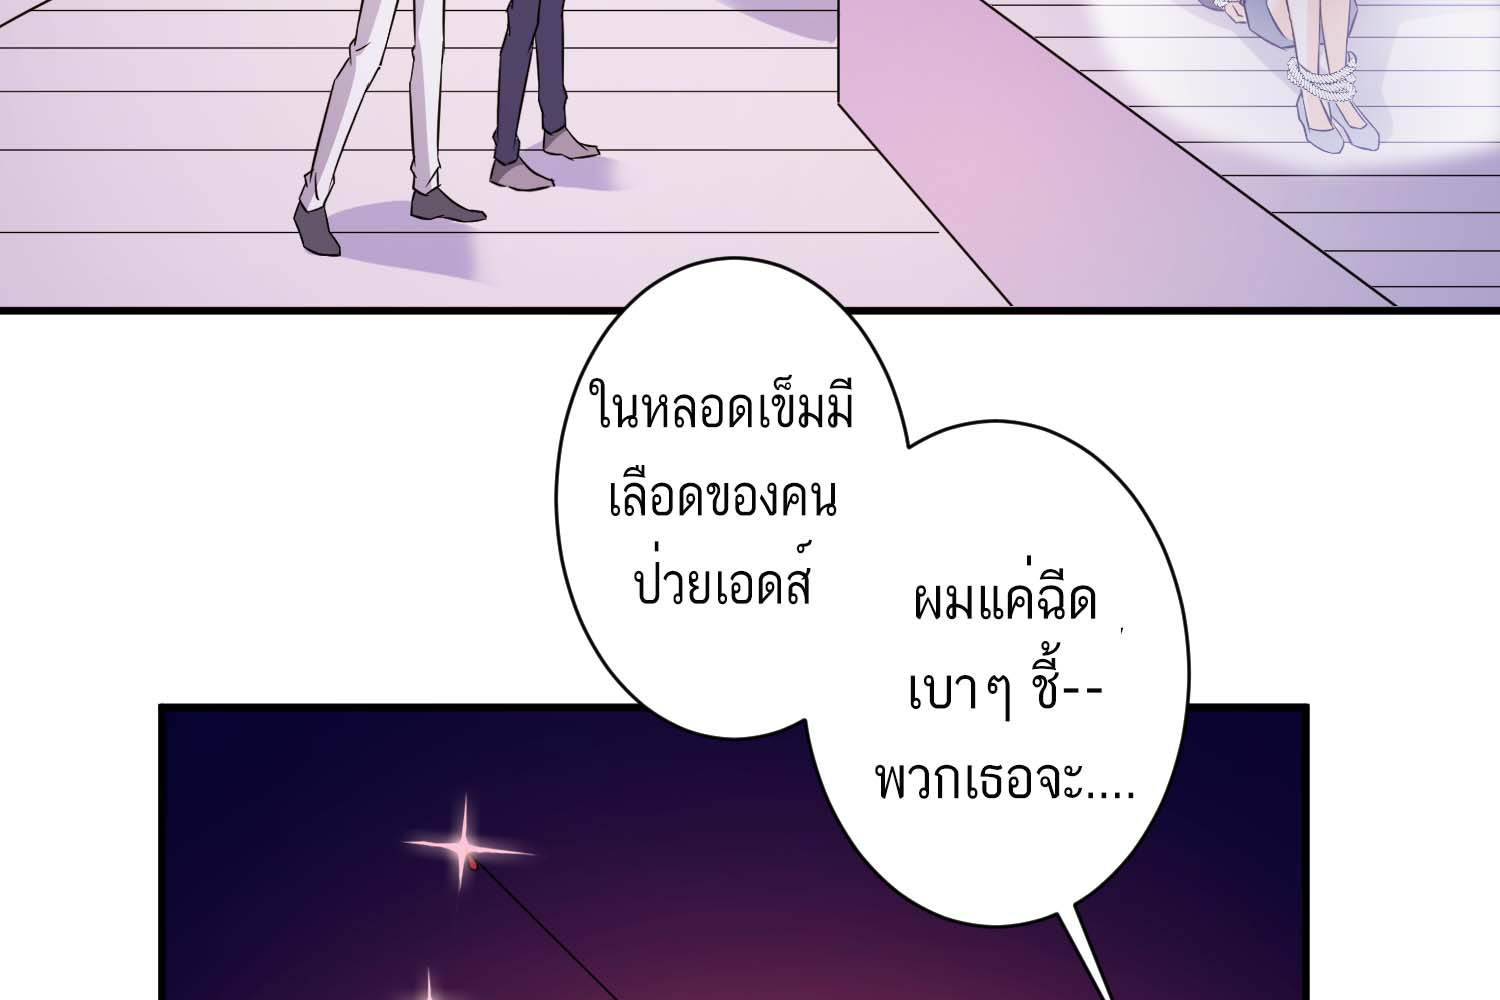 ในหลอดเข็มมี
เลือดของคน
ป่วยเอดส์
ผมแค่ฉีด
เบาๆ ชี้--
พวกเธอจะ....